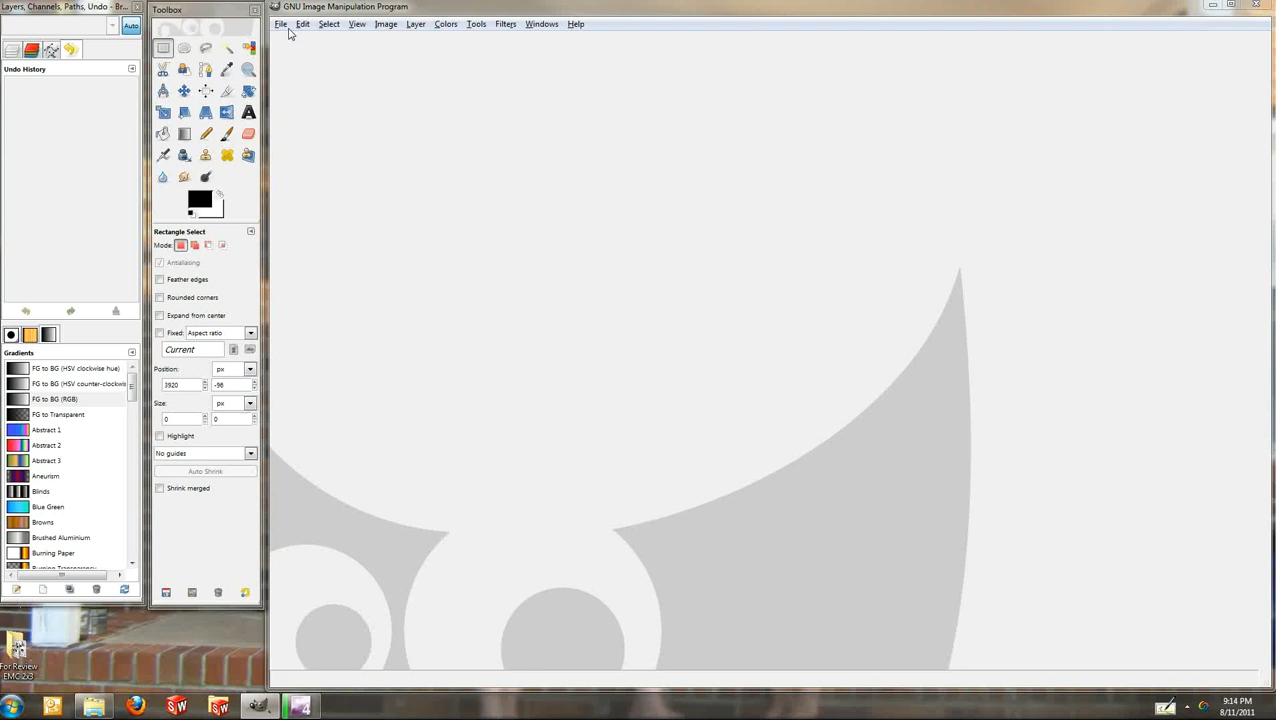 Layers, Channels, Paths, Undo - Br...
Auto
Undo History
Gradients
FG to BG (HSV clockwise hue)
FG to BG (HSV counter-clockwis
FG to BG (RGB)
FG to Transparent
Abstract 1
Abstract 2
Abstract 3
Aneurism
Blinds
Blue Green
Browns
Brushed Aluminium
Burning Paper
Burning Transparency
Toolbox
Rectangle Select
Mode:
Antialiasing
Feather edges
Rounded corners
Expand from center
Fixed: Aspect ratio
Current
Position: px
3920 -96
Size: px
0 0
Highlight
No guides
Auto Shrink
Shrink merged
GNU Image Manipulation Program
File Edit Select View Image Layer Colors Tools Filters Windows Help
For Review
EMC 2x3
9:14 PM
8/11/2011